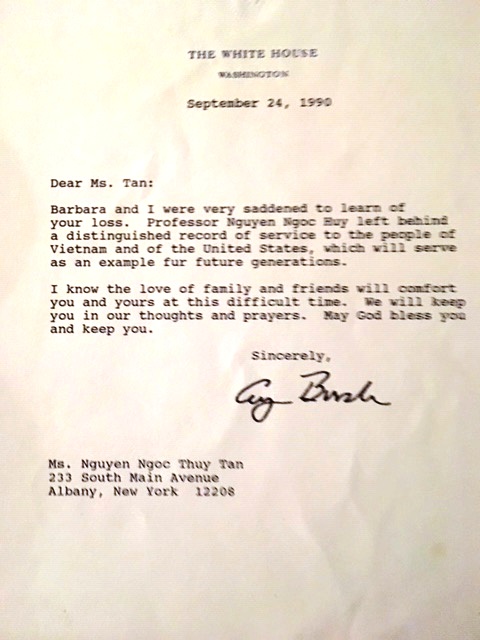 THE WHITE HOUSE
WASHINGTON
September 24, 1990
Dear Ms. Tan:
Barbara and I were very saddened to learn of
your loss. Professor Nguyen Ngoc Huy left behind
a distinguished record of service to the people of
Vietnam and of the United States, which will serve
as an example fur future generations.
I know the love of family and friends will comfort
you and yours at this difficult time. We will keep
you in our thoughts and prayers. May God bless you
and keep you.
Sincerely,
Bush
Ms. Nguyen Ngoc Thuy Tan
233 South Main Avenue
Albany, New York 12208